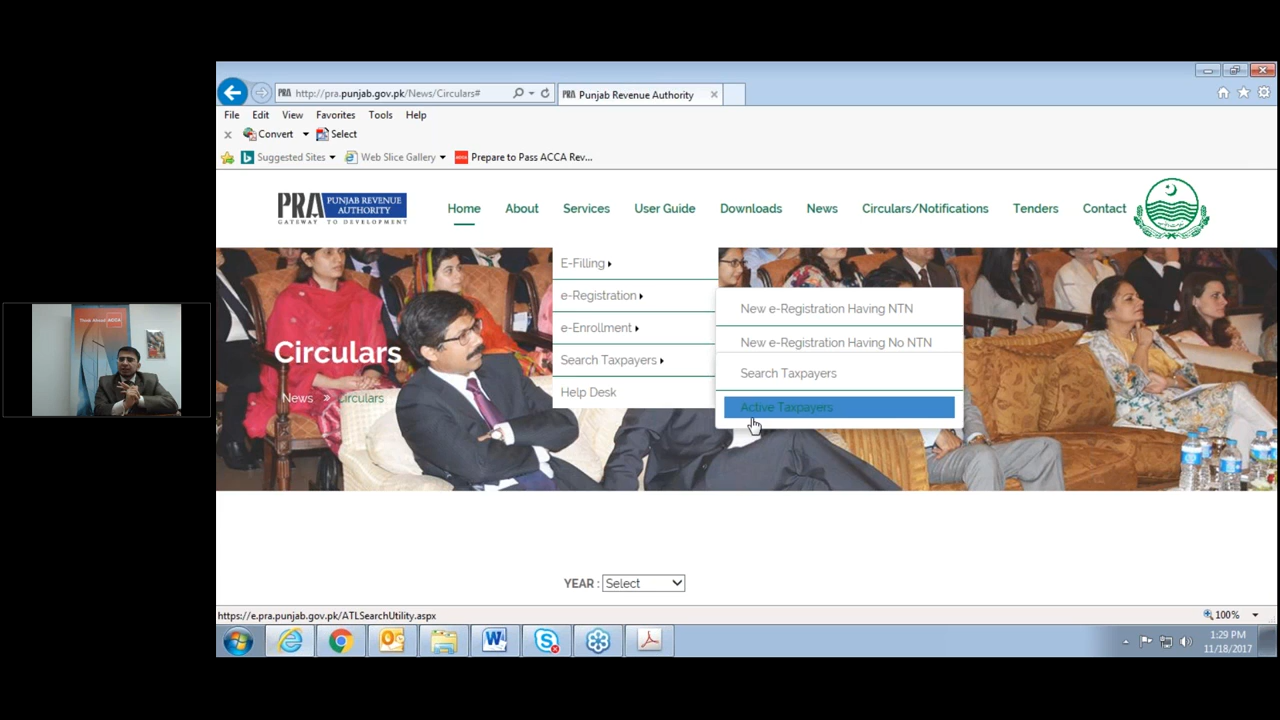 http://pra.punjab.gov.pk/News/Circulars#
PRA Punjab Revenue Authority
File Edit View Favorites Tools Help
Convert Select
Suggested Sites Web Slice Gallery Prepare to Pass ACCA Rev...
PRA PUNJAB REVENUE AUTHORITY
GATEWAY TO DEVELOPMENT
Home About Services User Guide Downloads News Circulars/Notifications Tenders Contact
E-Filling
e-Registration
e-Enrollment
Search Taxpayers
Help Desk
New e-Registration Having NTN
New e-Registration Having No NTN
Search Taxpayers
Active Taxpayers
Circulars
News » Circulars
Think Ahead ACCA
YEAR : Select
https://e.pra.punjab.gov.pk/ATLSearchUtility.aspx
100%
1:29 PM
11/18/2017